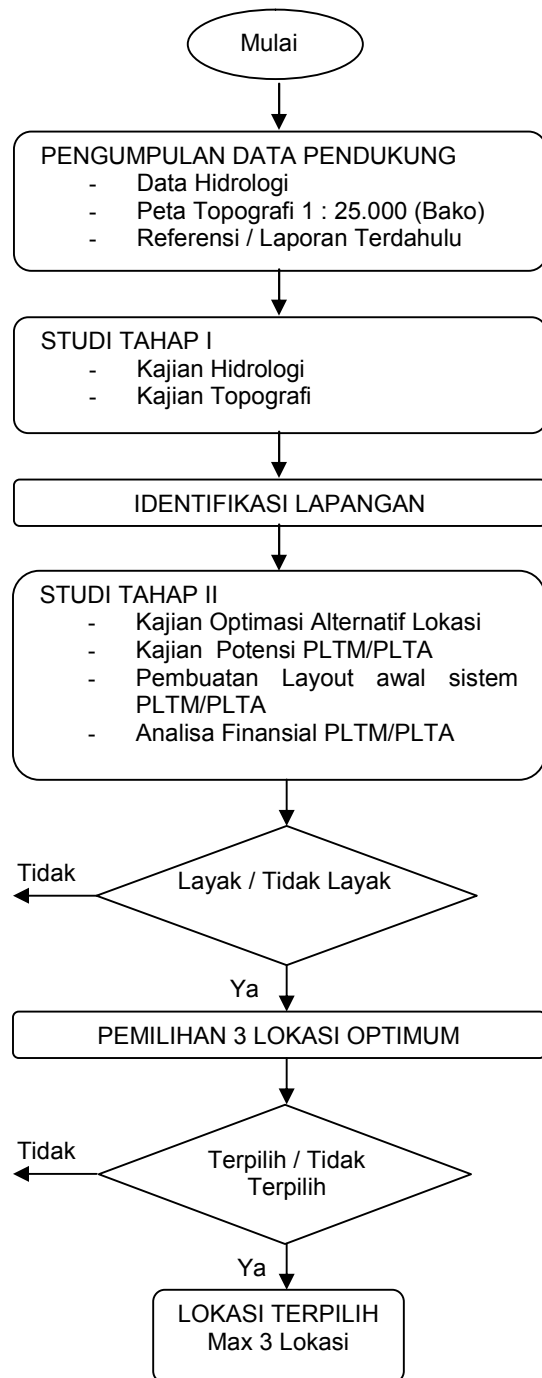 Mulai
PENGUMPULAN DATA PENDUKUNG
- Data Hidrologi
- Peta Topografi 1 : 25.000 (Bako)
- Referensi / Laporan Terdahulu
STUDI TAHAP I
- Kajian Hidrologi
- Kajian Topografi
IDENTIFIKASI LAPANGAN
STUDI TAHAP II
- Kajian Optimasi Alternatif Lokasi
- Kajian Potensi PLTM/PLTA
- Pembuatan Layout awal sistem
PLTM/PLTA
- Analisa Finansial PLTM/PLTA
Tidak
Layak / Tidak Layak
Ya
PEMILIHAN 3 LOKASI OPTIMUM
Tidak
Terpilih / Tidak
Terpilih
Ya
LOKASI TERPILIH
Max 3 Lokasi